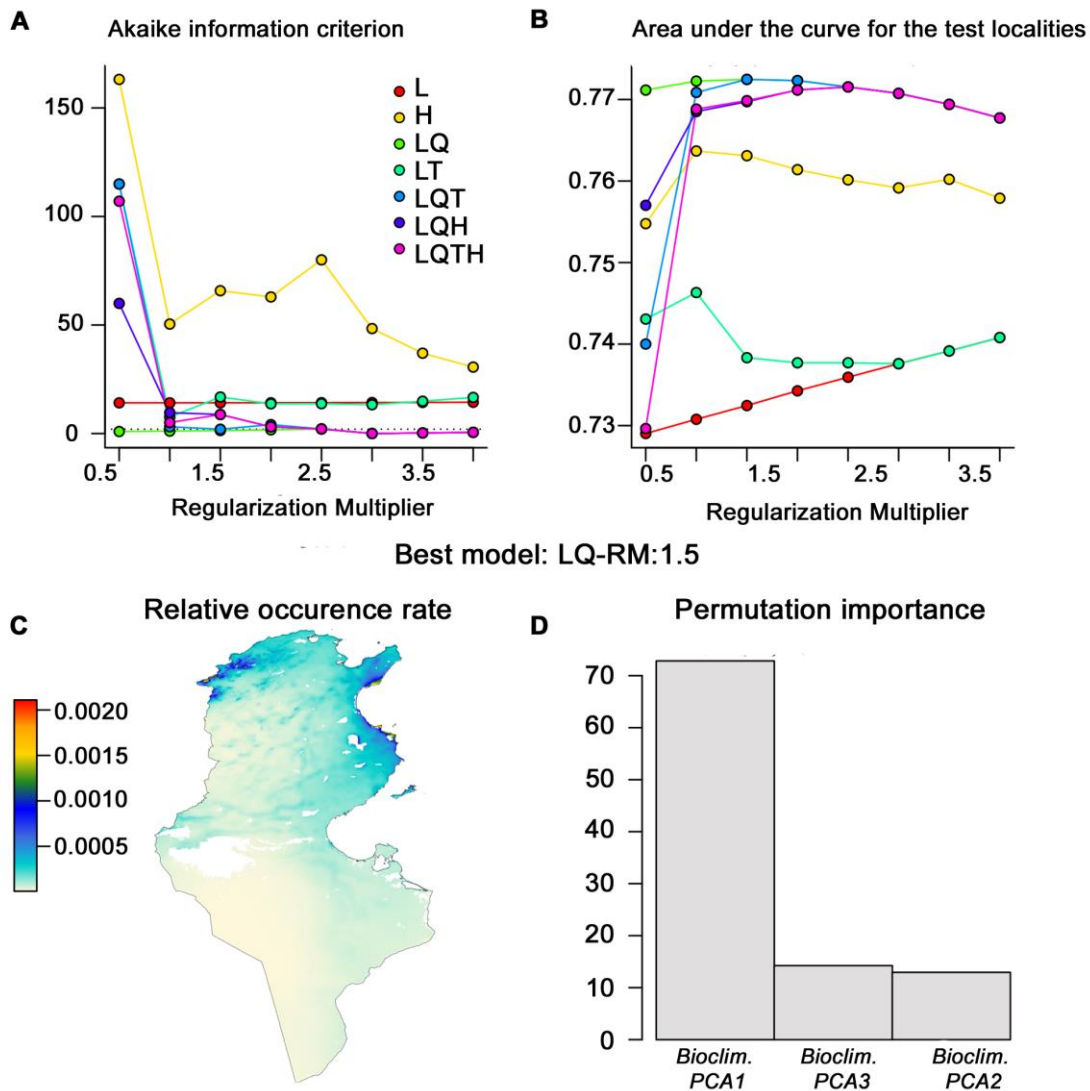 A
Akaike information criterion
150
100
50
0
0.5
1.5
2.5
3.5
Regularization Multiplier
L
H
LQ
LT
LQT
LQH
LQTH
B
Area under the curve for the test localities
0.77
0.76
0.75
0.74
0.73
0.5
1.5
2.5
3.5
Regularization Multiplier
Best model: LQ-RM:1.5
C
Relative occurence rate
0.0020
0.0015
0.0010
0.0005
D
Permutation importance
70
60
50
40
30
20
10
0
Bioclim.
PCA1
Bioclim.
PCA3
Bioclim.
PCA2